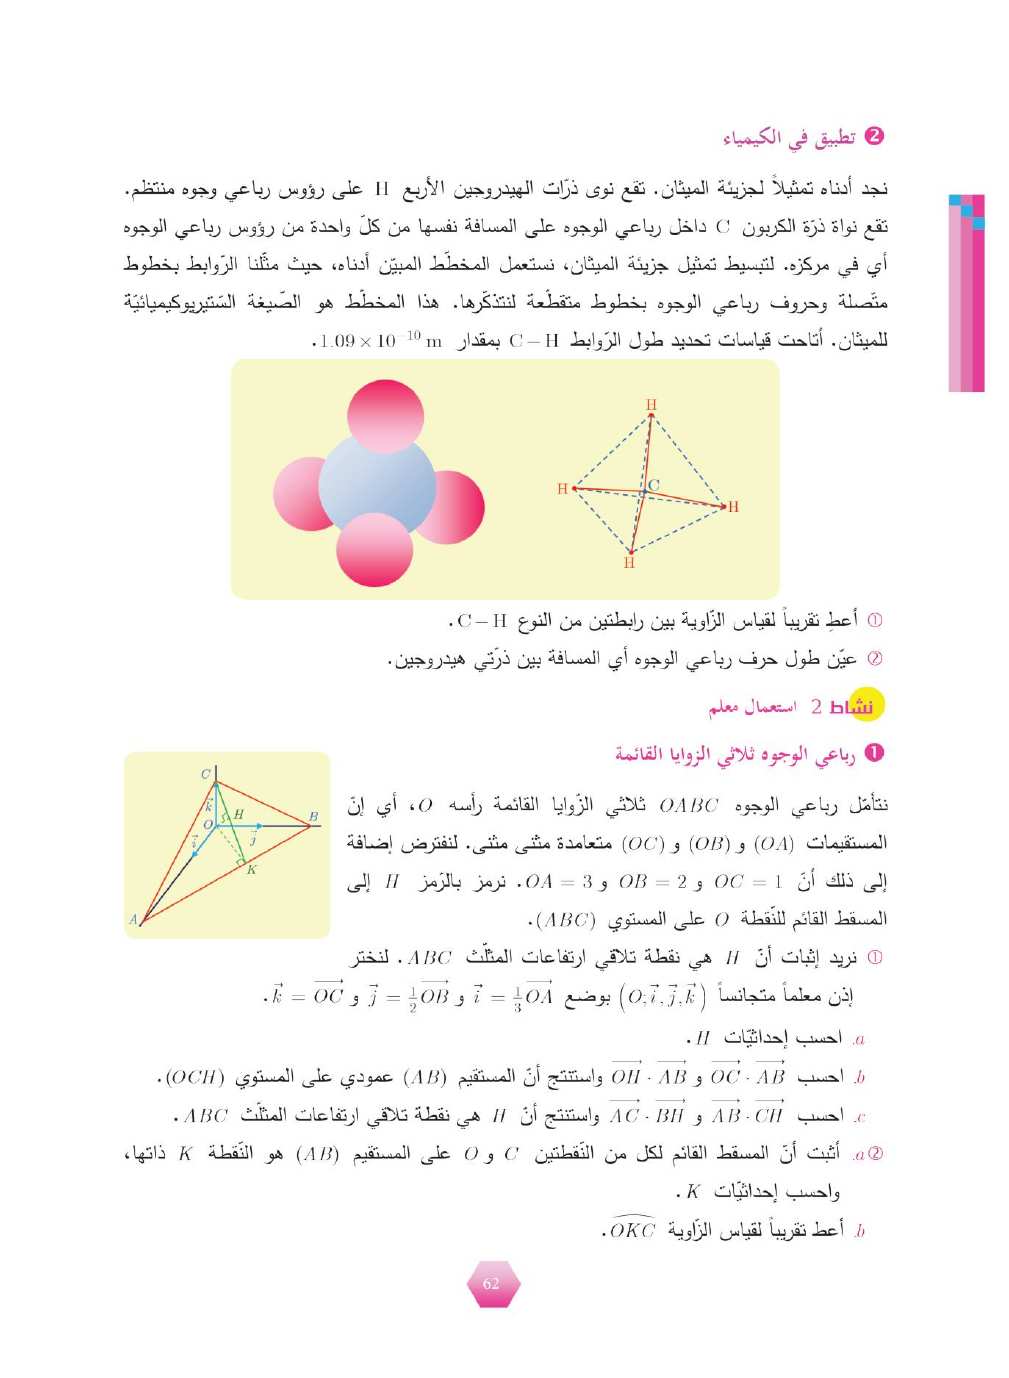 ❷ تطبيق في الكيمياء
نجد أدناه تمثيلاً لجزيئة الميثان. تقع نوى ذرّات الهيدروجين الأربع H على رؤوس رباعي وجوه منتظم.
تقع نواة ذرّة الكربون C داخل رباعي الوجوه على المسافة نفسها من كلّ واحدة من رؤوس رباعي الوجوه
أي في مركزه. لتبسيط تمثيل جزيئة الميثان، نستعمل المخطّط المبيّن أدناه، حيث مثّلنا الرّوابط بخطوط
متّصلة وحروف رباعي الوجوه بخطوط متقطّعة لنتذكّرها. هذا المخطّط هو الصّيغة السّتيريوكيميائيّة
للميثان. أتاحت قياسات تحديد طول الرّوابط C – H بمقدار 1.09 × 10⁻¹⁰ m.
H
C
H
H
H
① أعطِ تقريباً لقياس الزّاوية بين رابطتين من النوع C – H.
② عيّن طول حرف رباعي الوجوه أي المسافة بين ذرّتي هيدروجين.
نشاط 2 استعمال معلم
❶ رباعي الوجوه ثلاثي الزوايا القائمة
C
k⃗
H
O
B
j⃗
i⃗
K
A
نتأمّل رباعي الوجوه OABC ثلاثي الزّوايا القائمة رأسه O، أي إنّ
المستقيمات (OA) و (OB) و (OC) متعامدة مثنى مثنى. لنفترض إضافة
إلى ذلك أنّ OC = 1 و OB = 2 و OA = 3. نرمز بالرّمز H إلى
المسقط القائم للنّقطة O على المستوي (ABC).
① نريد إثبات أنّ H هي نقطة تلاقي ارتفاعات المثلّث ABC. لنختر
إذن معلماً متجانساً (O; i⃗, j⃗, k⃗) بوضع i⃗ = ⅓ OA⃗ و j⃗ = ½ OB⃗ و k⃗ = OC⃗.
a. احسب إحداثيّات H.
b. احسب OC⃗ · AB⃗ و OH⃗ · AB⃗ واستنتج أنّ المستقيم (AB) عمودي على المستوي (OCH).
c. احسب AB⃗ · CH⃗ و AC⃗ · BH⃗ واستنتج أنّ H هي نقطة تلاقي ارتفاعات المثلّث ABC.
② a. أثبت أنّ المسقط القائم لكل من النّقطتين C و O على المستقيم (AB) هو النّقطة K ذاتها،
واحسب إحداثيّات K.
b. أعط تقريباً لقياس الزّاوية OKC.
62